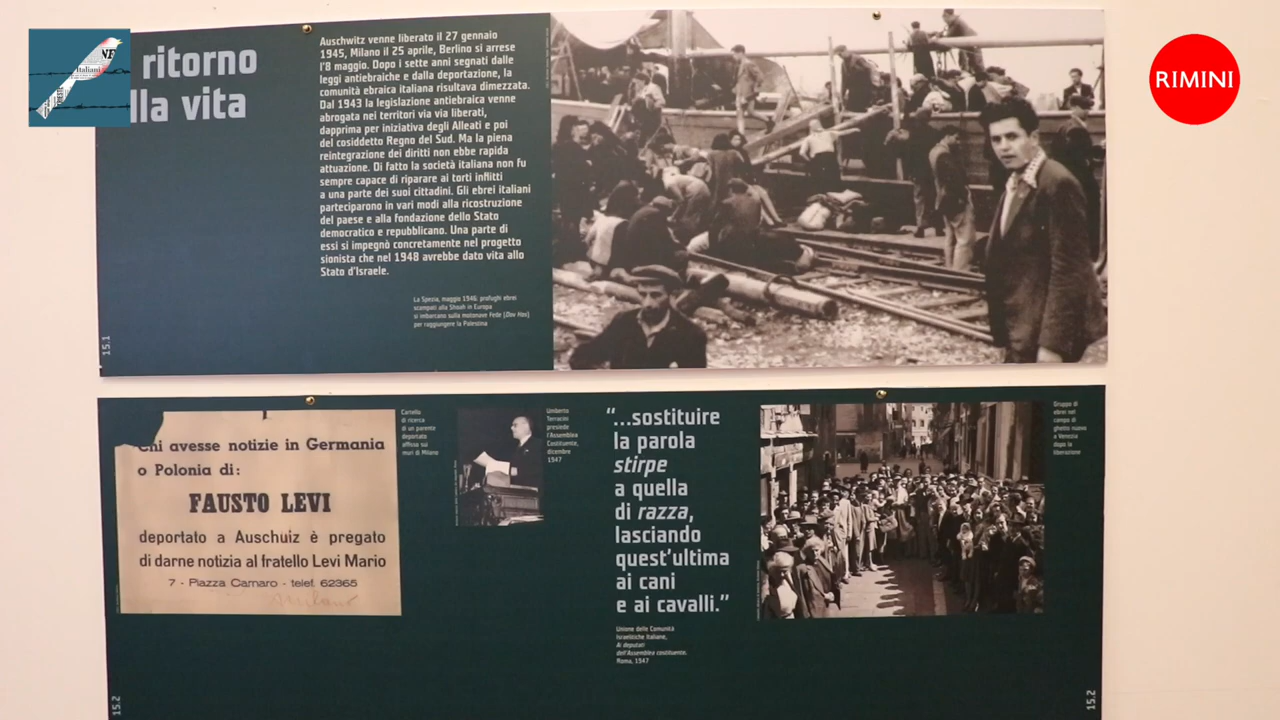 Italiani
RIMINI
ritorno
lla vita
Auschwitz venne liberato il 27 gennaio
1945, Milano il 25 aprile, Berlino si arrese
l'8 maggio. Dopo i sette anni segnati dalle
leggi antiebraiche e dalla deportazione, la
comunità ebraica italiana risultava dimezzata.
Dal 1943 la legislazione antiebraica venne
abrogata nei territori via via liberati,
dapprima per iniziativa degli Alleati e poi
del cosiddetto Regno del Sud. Ma la piena
reintegrazione dei diritti non ebbe rapida
attuazione. Di fatto la società italiana non fu
sempre capace di riparare ai torti inflitti
a una parte dei suoi cittadini. Gli ebrei italiani
parteciparono in vari modi alla ricostruzione
del paese e alla fondazione dello Stato
democratico e repubblicano. Una parte di
essi si impegnò concretamente nel progetto
sionista che nel 1948 avrebbe dato vita allo
Stato d'Israele.
La Spezia, maggio 1946: profughi ebrei
scampati alla Shoah in Europa
si imbarcano sulla motonave Fede (Dov Hos)
per raggiungere la Palestina
15.1
Chi avesse notizie in Germania
o Polonia di:
FAUSTO LEVI
deportato a Auschuiz è pregato
di darne notizia al fratello Levi Mario
7 - Piazza Carnaro - telef. 62365
Milano
Cartello
di ricerca
di un parente
deportato
affisso sui
muri di Milano
Umberto
Terracini
presiede
l'Assemblea
Costituente,
dicembre
1947
"...sostituire
la parola
stirpe
a quella
di razza,
lasciando
quest'ultima
ai cani
e ai cavalli."
Unione delle Comunità
Israelitiche Italiane,
Ai deputati
dell'Assemblea costituente.
Roma, 1947
Gruppo di
ebrei nel
campo di
ghetto nuovo
a Venezia
dopo la
liberazione
15.2
15.2